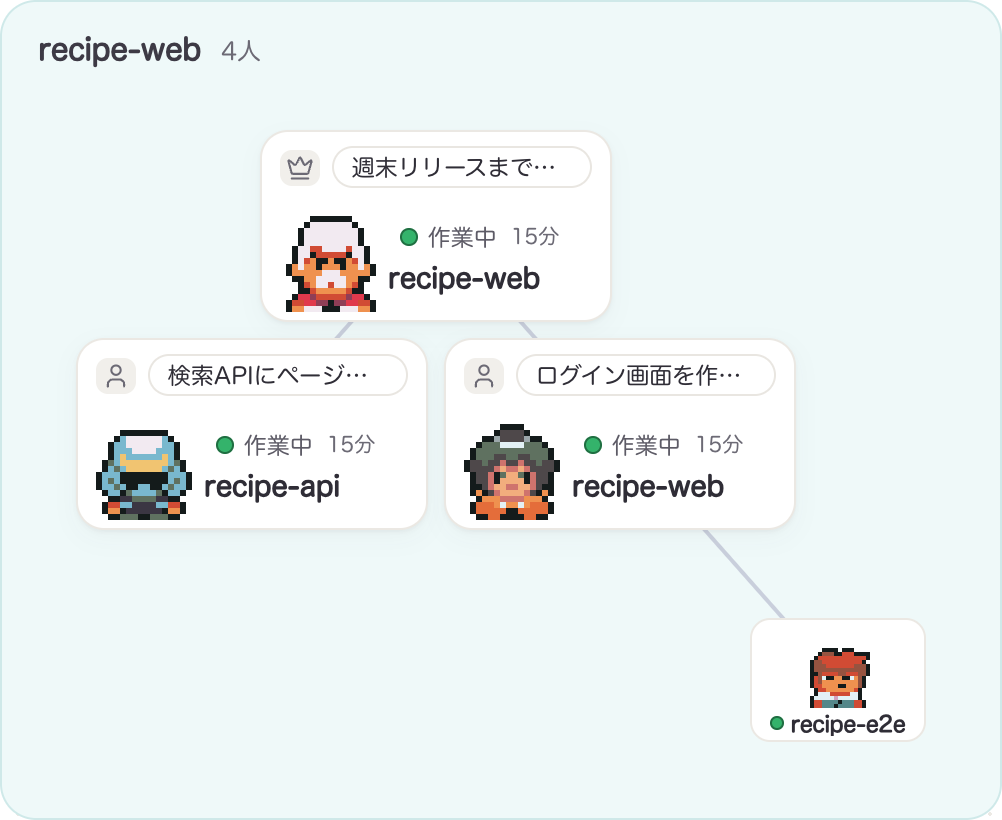 recipe-web 4人
週末リリースまで…
作業中 15分
recipe-web
検索APIにページ…
作業中 15分
recipe-api
ログイン画面を作…
作業中 15分
recipe-web
recipe-e2e